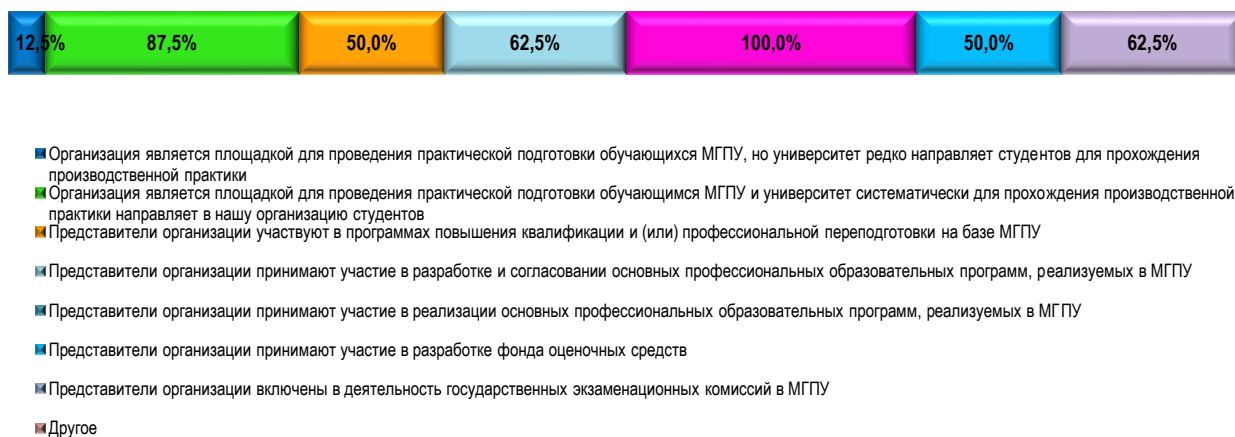 12,5% 87,5% 50,0% 62,5% 100,0% 50,0% 62,5%
Организация является площадкой для проведения практической подготовки обучающихся МГПУ, но университет редко направляет студентов для прохождения
производственной практики
Организация является площадкой для проведения практической подготовки обучающимся МГПУ и университет систематически для прохождения производственной
практики направляет в нашу организацию студентов
Представители организации участвуют в программах повышения квалификации и (или) профессиональной переподготовки на базе МГПУ
Представители организации принимают участие в разработке и согласовании основных профессиональных образовательных программ, реализуемых в МГПУ
Представители организации принимают участие в реализации основных профессиональных образовательных программ, реализуемых в МГПУ
Представители организации принимают участие в разработке фонда оценочных средств
Представители организации включены в деятельность государственных экзаменационных комиссий в МГПУ
Другое